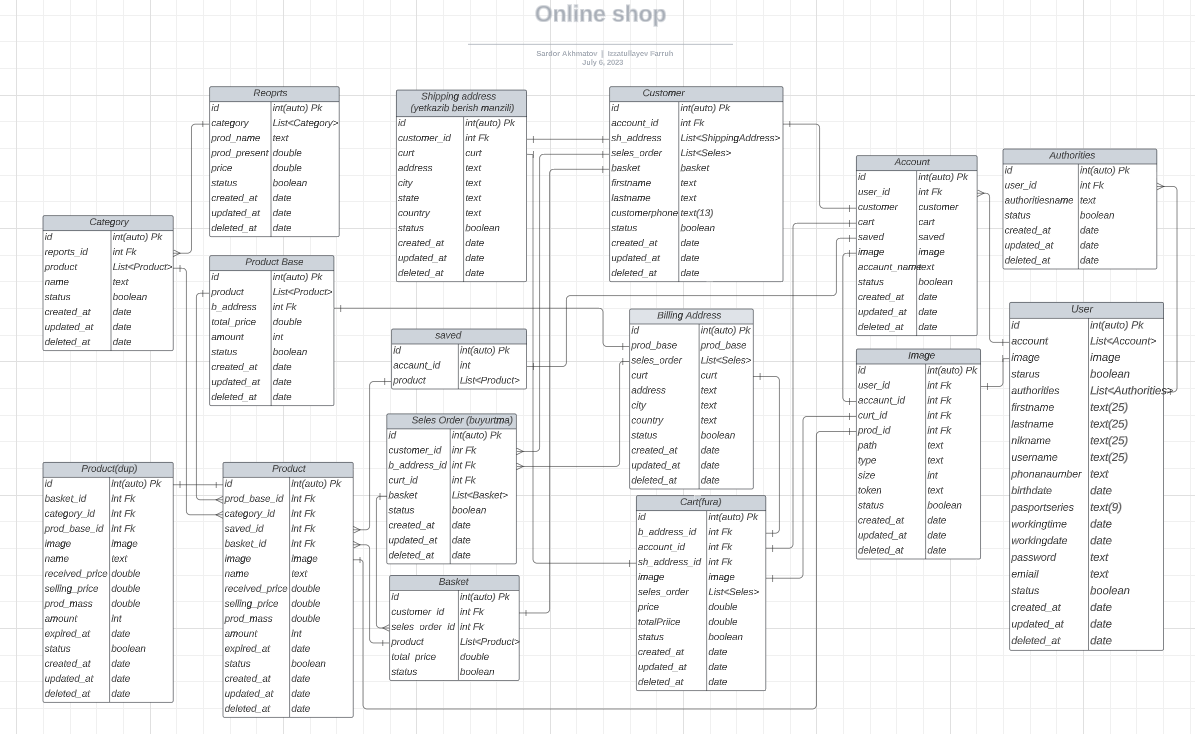 Online shop
Sardor Akhmatov | Izzatullayev Farruh
July 6, 2023
Reoprts
id int(auto) Pk
category List<Category>
prod_name text
prod_present double
price double
status boolean
created_at date
updated_at date
deleted_at date
Shipping address
(yetkazib berish manzili)
id int(auto) Pk
customer_id int Fk
curt curt
address text
city text
state text
country text
status boolean
created_at date
updated_at date
deleted_at date
Customer
id int(auto) Pk
account_id int Fk
sh_address List<ShippingAddress>
seles_order List<Seles>
basket basket
firstname text
lastname text
customerphone text(13)
status boolean
created_at date
updated_at date
deleted_at date
Account
id int(auto) Pk
user_id int Fk
customer customer
cart cart
saved saved
image image
accaunt_name text
status boolean
created_at date
updated_at date
deleted_at date
Authorities
id int(auto) Pk
user_id int Fk
authoritiesname text
status boolean
created_at date
updated_at date
deleted_at date
Category
id int(auto) Pk
reports_id int Fk
product List<Product>
name text
status boolean
created_at date
updated_at date
deleted_at date
Product Base
id int(auto) Pk
product List<Product>
b_address int Fk
total_price double
amount int
status boolean
created_at date
updated_at date
deleted_at date
saved
id int(auto) Pk
accaunt_id int
product List<Product>
Billing Address
id int(auto) Pk
prod_base prod_base
seles_order List<Seles>
curt curt
address text
city text
country text
status boolean
created_at date
updated_at date
deleted_at date
Image
id int(auto) Pk
user_id int Fk
account_id int Fk
curt_id int Fk
prod_id int Fk
path text
type text
size int
token text
status boolean
created_at date
updated_at date
deleted_at date
User
id int(auto) Pk
account List<Account>
image image
starus boolean
authorities List<Authorities>
firstname text(25)
lastname text(25)
nikname text(25)
username text(25)
phonanaumber text
birthdate date
pasportseries text(9)
workingtime date
workingdate date
password text
emiail text
status boolean
created_at date
updated_at date
deleted_at date
Seles Order (buyurtma)
id int(auto) Pk
customer_id inr Fk
b_address_id int Fk
curt_id int Fk
basket List<Basket>
status boolean
created_at date
updated_at date
deleted_at date
Product(dup)
id Int(auto) Pk
basket_id Int Fk
category_id Int Fk
prod_base_id Int Fk
image Image
name text
received_price double
selling_price double
prod_mass double
amount Int
expired_at date
status boolean
created_at date
updated_at date
deleted_at date
Product
id Int(auto) Pk
prod_base_id Int Fk
category_id Int Fk
saved_id Int Fk
basket_id Int Fk
image Image
name text
received_price double
selling_price double
prod_mass double
amount Int
expired_at date
status boolean
created_at date
updated_at date
deleted_at date
Basket
id int(auto) Pk
customer_id int Fk
seles_order_id int Fk
product List<Product>
total_price double
status boolean
Cart(fura)
id int(auto) Pk
b_address_id int Fk
account_id int Fk
sh_address_id int Fk
image image
seles_order List<Seles>
price double
totalPriice double
status boolean
created_at date
updated_at date
deleted_at date